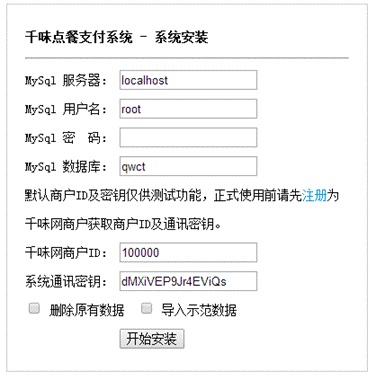 千味点餐支付系统 - 系统安装
MySql 服务器： localhost
MySql 用户名： root
MySql 密  码：
MySql 数据库： qwct
默认商户ID及密钥仅供测试功能，正式使用前请先注册为
千味网商户获取商户ID及通讯密钥。
千味网商户ID： 100000
系统通讯密钥： dMXiVEP9Jr4EViQs
删除原有数据 导入示范数据
开始安装